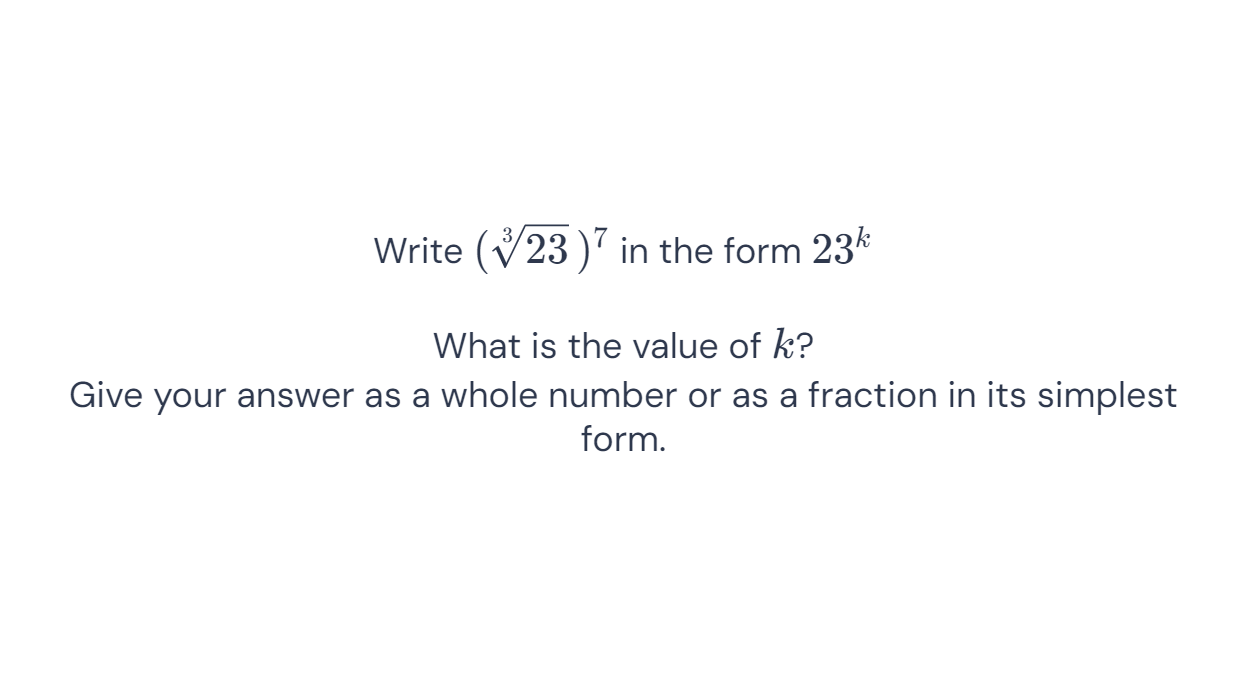 Write $(\sqrt[3]{23})^7$ in the form $23^k$
What is the value of $k$?
Give your answer as a whole number or as a fraction in its simplest
form.